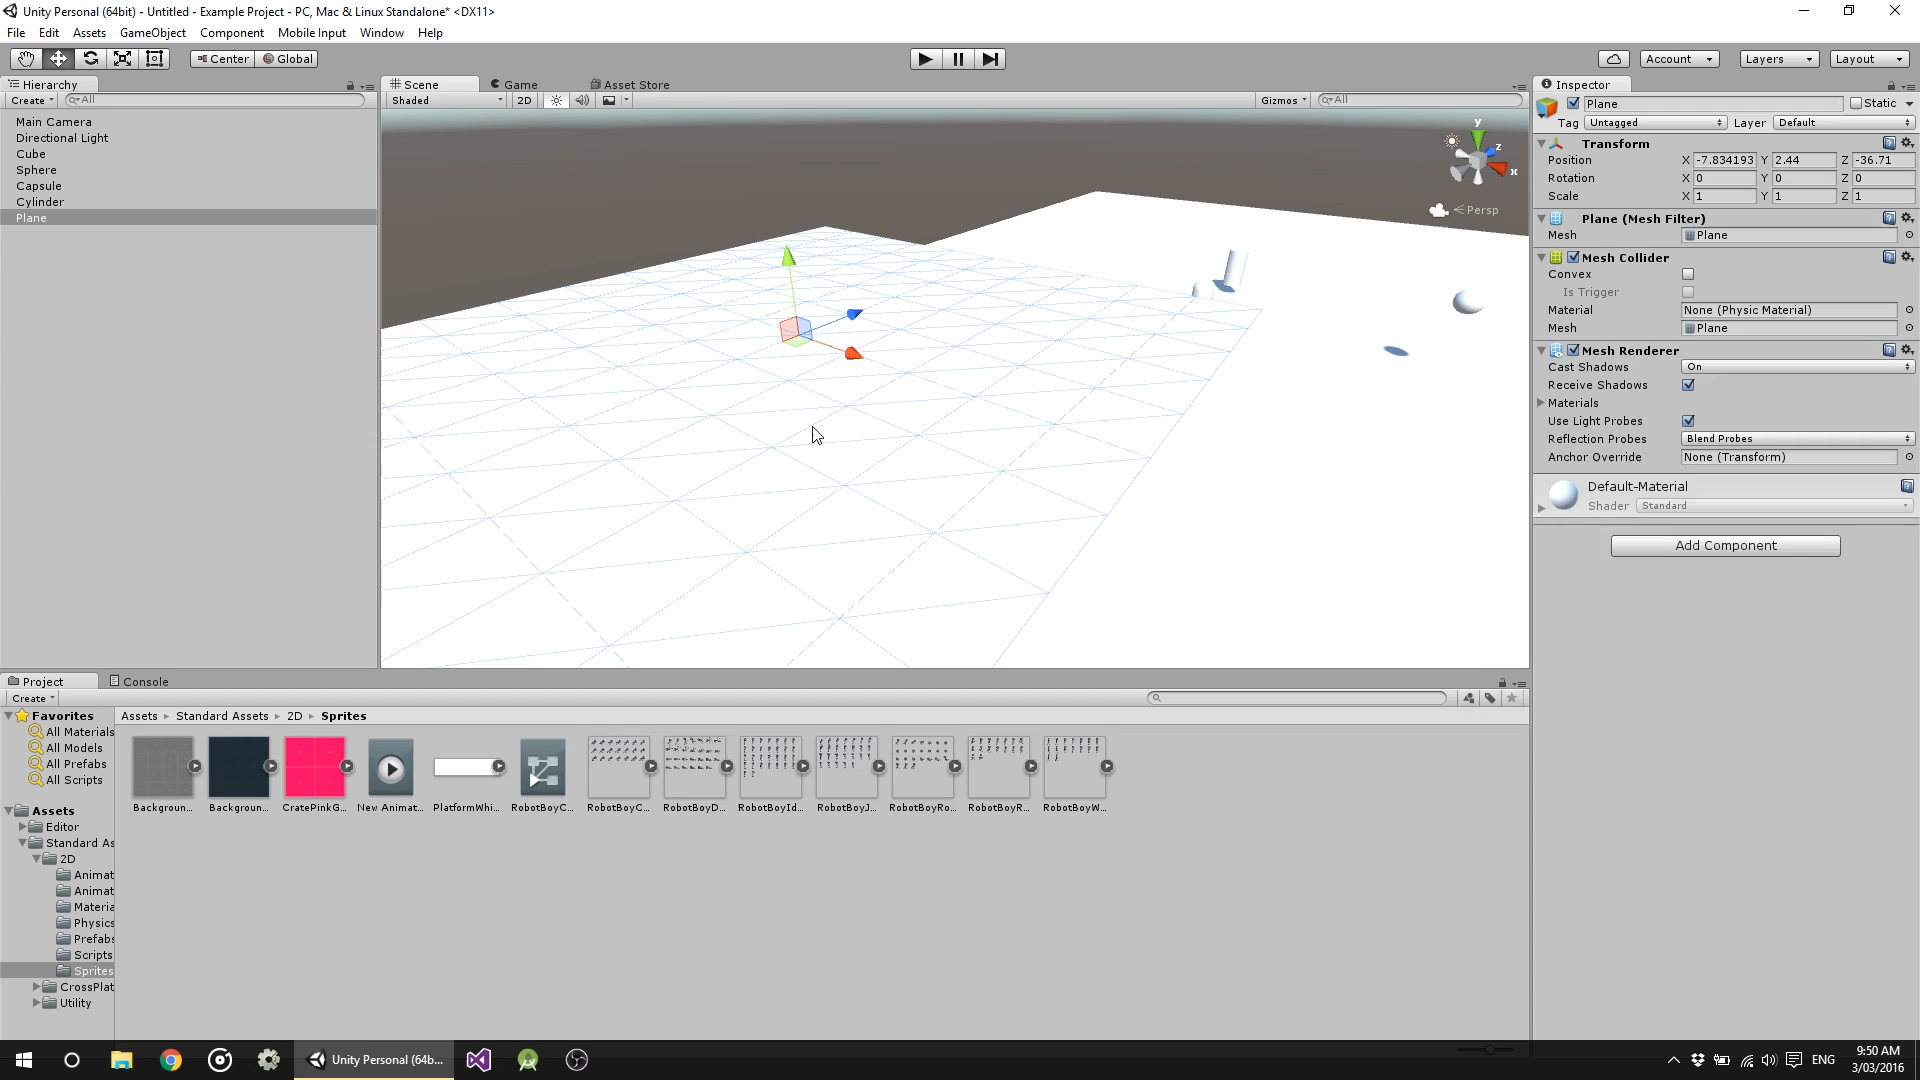 Unity Personal (64bit) - Untitled - Example Project - PC, Mac & Linux Standalone* <DX11>
File Edit Assets GameObject Component Mobile Input Window Help
Center Global
Account Layers Layout
Hierarchy
Create All
Main Camera
Directional Light
Cube
Sphere
Capsule
Cylinder
Plane
Scene Game Asset Store
Shaded 2D Gizmos All
y
z
x
Persp
Inspector
Plane Static
Tag Untagged Layer Default
Transform
Position X -7.834193 Y 2.44 Z -36.71
Rotation X 0 Y 0 Z 0
Scale X 1 Y 1 Z 1
Plane (Mesh Filter)
Mesh Plane
Mesh Collider
Convex
Is Trigger
Material None (Physic Material)
Mesh Plane
Mesh Renderer
Cast Shadows On
Receive Shadows
Materials
Use Light Probes
Reflection Probes Blend Probes
Anchor Override None (Transform)
Default-Material
Shader Standard
Add Component
Project Console
Create
Favorites
All Materials
All Models
All Prefabs
All Scripts
Assets
Editor
Standard As
2D
Animat
Animat
Materia
Physics
Prefabs
Scripts
Sprites
CrossPlat
Utility
Assets Standard Assets 2D Sprites
Backgroun... Backgroun... CratePinkG... New Animat... PlatformWhi... RobotBoyC... RobotBoyC... RobotBoyD... RobotBoyId... RobotBoyJ... RobotBoyRo... RobotBoyR... RobotBoyW...
Unity Personal (64b...
ENG
9:50 AM
3/03/2016